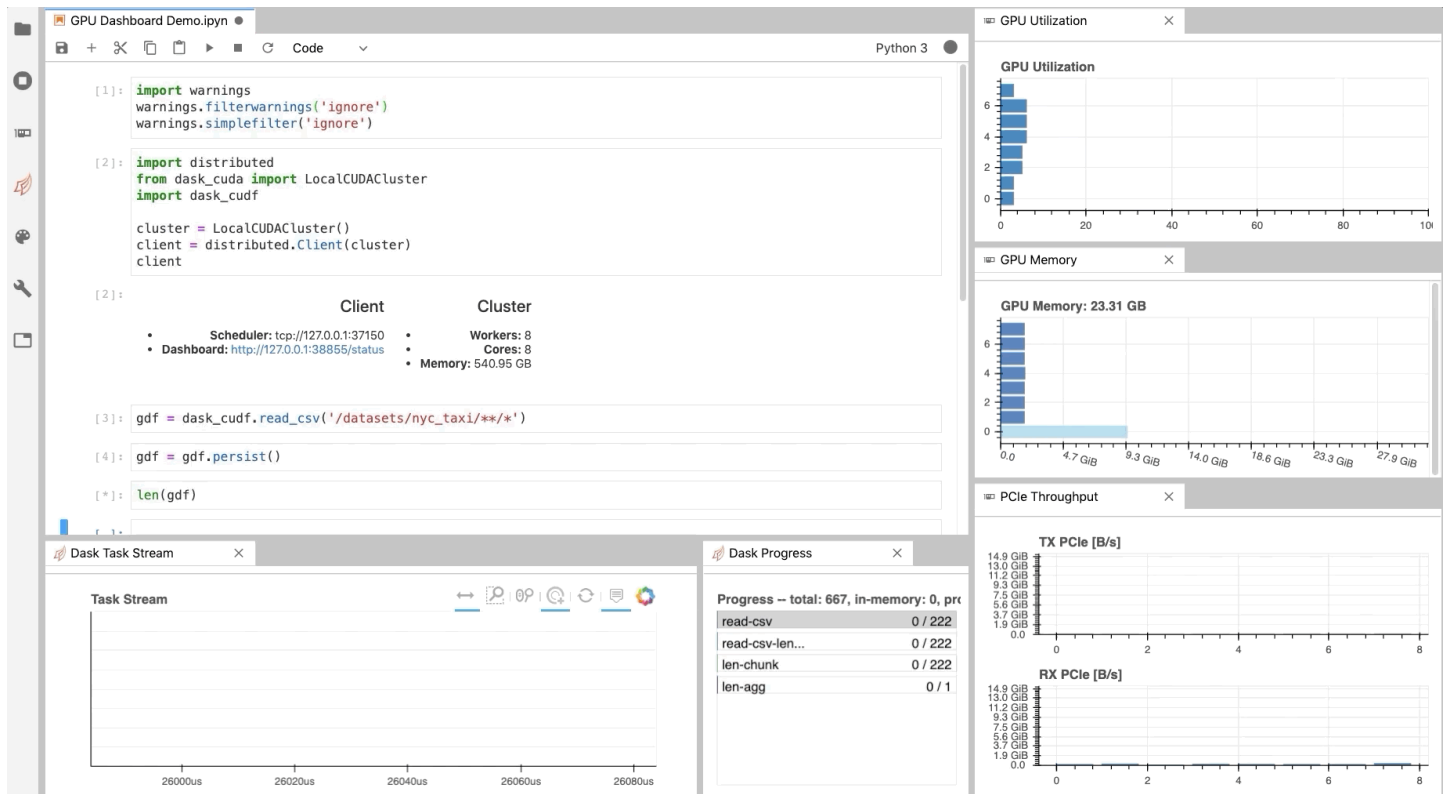 GPU Dashboard Demo.ipyn
Code
Python 3
[1]:
import warnings
warnings.filterwarnings('ignore')
warnings.simplefilter('ignore')
[2]:
import distributed
from dask_cuda import LocalCUDACluster
import dask_cudf
cluster = LocalCUDACluster()
client = distributed.Client(cluster)
client
[2]:
Client
Scheduler: tcp://127.0.0.1:37150
Dashboard: http://127.0.0.1:38855/status
Cluster
Workers: 8
Cores: 8
Memory: 540.95 GB
[3]:
gdf = dask_cudf.read_csv('/datasets/nyc_taxi/**/*')
[4]:
gdf = gdf.persist()
[*]:
len(gdf)
[ ]:
Dask Task Stream
Task Stream
26000us 26020us 26040us 26060us 26080us
Dask Progress
Progress -- total: 667, in-memory: 0, pro
read-csv 0 / 222
read-csv-len... 0 / 222
len-chunk 0 / 222
len-agg 0 / 1
GPU Utilization
GPU Utilization
6
4
2
0
0 20 40 60 80 10
GPU Memory
GPU Memory: 23.31 GB
6
4
2
0
0.0 4.7 GiB 9.3 GiB 14.0 GiB 18.6 GiB 23.3 GiB 27.9 GiB
PCIe Throughput
TX PCIe [B/s]
14.9 GiB
13.0 GiB
11.2 GiB
9.3 GiB
7.5 GiB
5.6 GiB
3.7 GiB
1.9 GiB
0.0
0 2 4 6 8
RX PCIe [B/s]
14.9 GiB
13.0 GiB
11.2 GiB
9.3 GiB
7.5 GiB
5.6 GiB
3.7 GiB
1.9 GiB
0.0
0 2 4 6 8